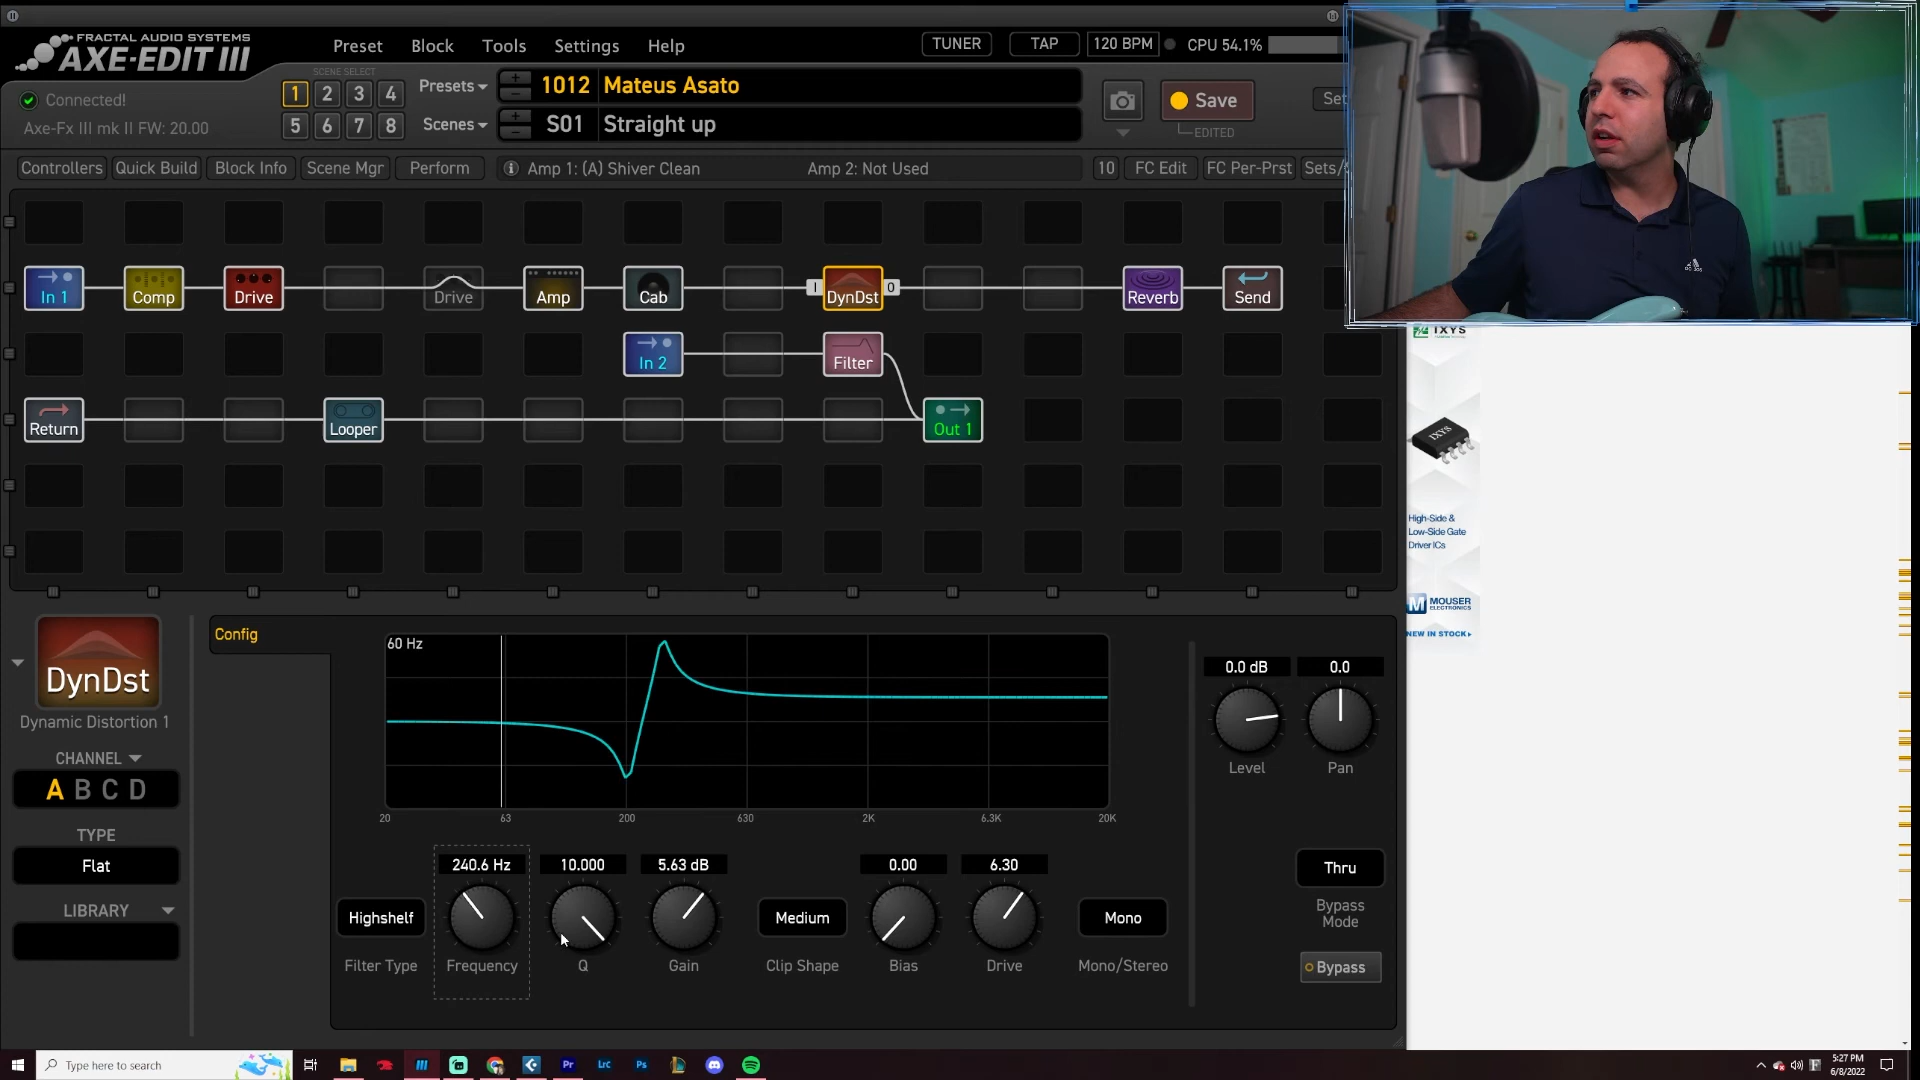 FRACTAL AUDIO SYSTEMS
AXE-EDIT III
Connected!
Axe-Fx III mk II FW: 20.00
Preset
Block
Tools
Settings
Help
TUNER
TAP
120 BPM
CPU 54.1%
SCENE SELECT
1 2 3 4
5 6 7 8
Presets
1012 Mateus Asato
Scenes
S01 Straight up
Save
EDITED
Set
Controllers
Quick Build
Block Info
Scene Mgr
Perform
Amp 1: (A) Shiver Clean
Amp 2: Not Used
10
FC Edit
FC Per-Prst
Sets/
In 1
Comp
Drive
Drive
Amp
Cab
I
DynDst
O
Reverb
Send
In 2
Filter
Return
Looper
Out 1
DynDst
Dynamic Distortion 1
CHANNEL
A B C D
TYPE
Flat
LIBRARY
Config
60 Hz
20 63 200 630 2K 6.3K 20K
240.6 Hz
10.000
5.63 dB
0.00
6.30
Highshelf
Medium
Mono
Filter Type
Frequency
Q
Gain
Clip Shape
Bias
Drive
Mono/Stereo
0.0 dB
0.0
Level
Pan
Thru
Bypass
Mode
Bypass
IXYS
IXYS
High-Side &
Low-Side Gate
Driver ICs
M MOUSER
ELECTRONICS
NEW IN STOCK
Type here to search
Pr
LrC
Ps
5:27 PM
6/8/2022